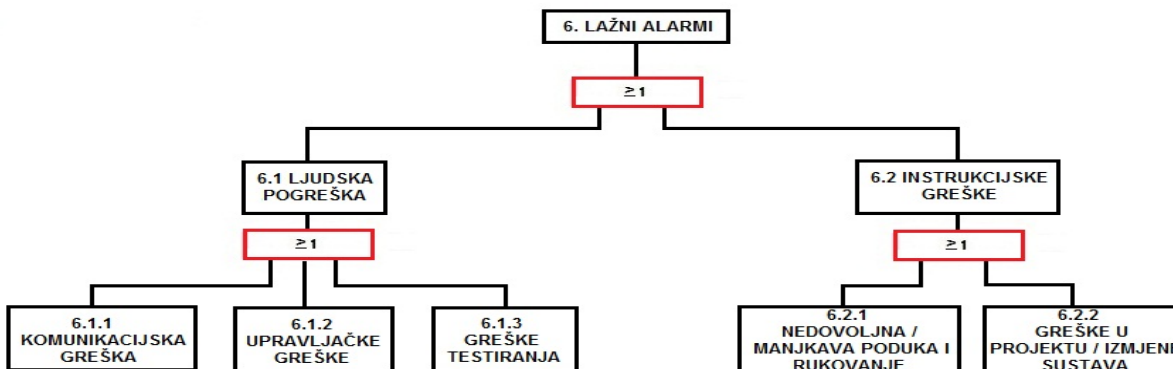 6. LAŽNI ALARMI
≥ 1
6.1 LJUDSKA
POGREŠKA
6.2 INSTRUKCIJSKE
GREŠKE
≥ 1
≥ 1
6.1.1
KOMUNIKACIJSKA
GREŠKA
6.1.2
UPRAVLJAČKE
GREŠKE
6.1.3
GREŠKE
TESTIRANJA
6.2.1
NEDOVOLJNA /
MANJKAVA PODUKA I
RUKOVANJE
6.2.2
GREŠKE U
PROJEKTU / IZMJENI
SUSTAVA